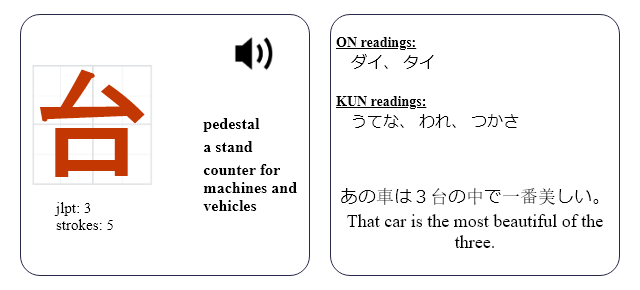 台
pedestal
a stand
counter for
machines and
vehicles
jlpt: 3
strokes: 5
ON readings:
ダイ、 タイ
KUN readings:
うてな、 われ、 つかさ
あの車は３台の中で一番美しい。
That car is the most beautiful of the
three.